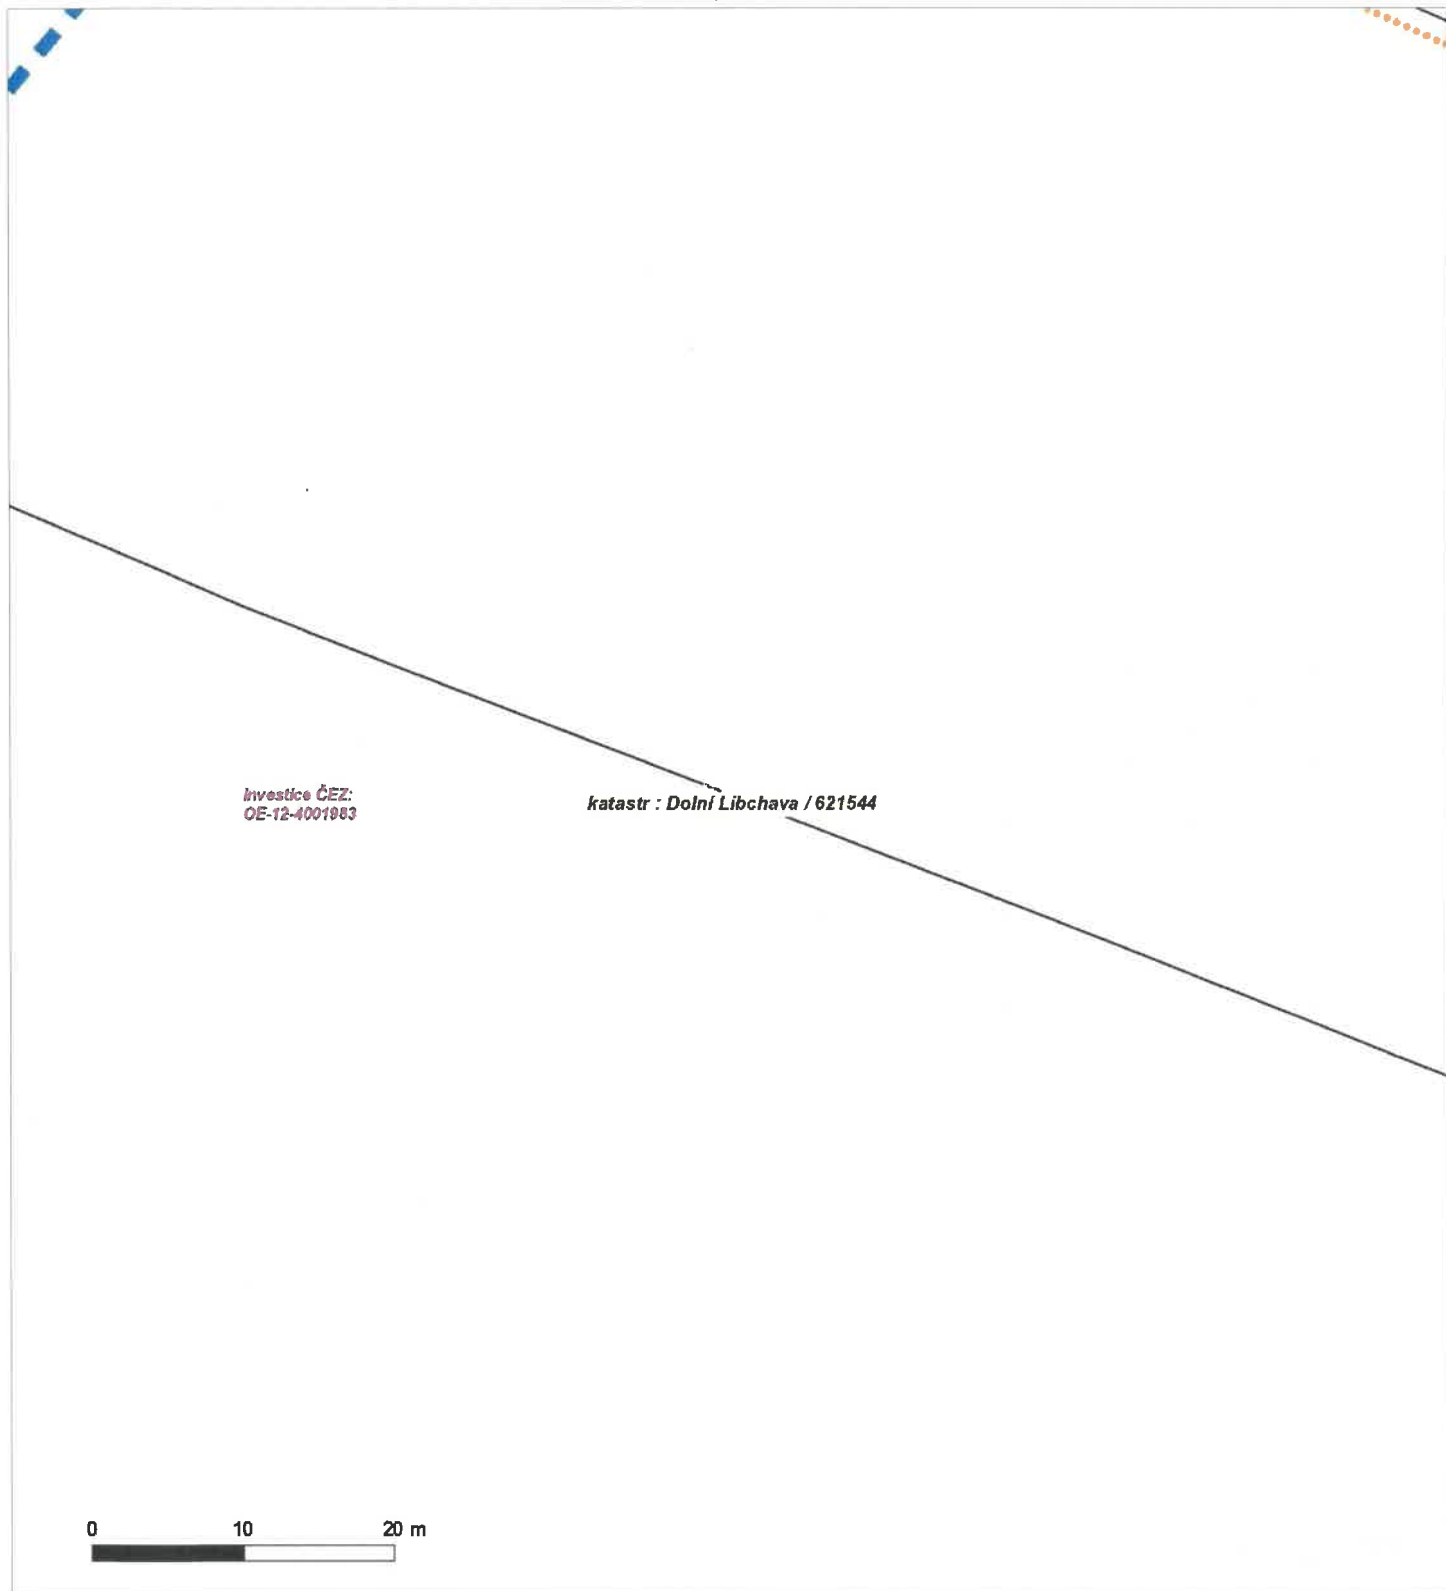 Investice ČEZ:
OE-12-4001983
katastr : Dolní Libchava / 621544
0 10 20 m